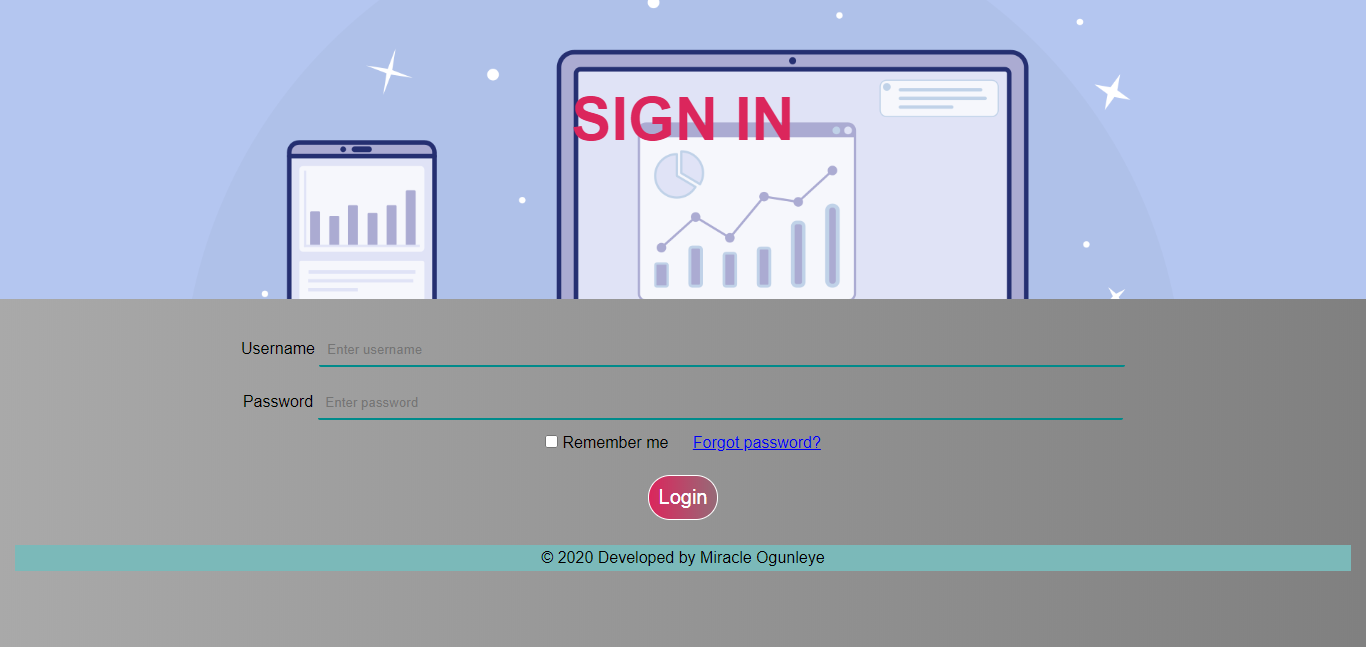 SIGN IN
Username Enter username
Password Enter password
Remember me Forgot password?
Login
© 2020 Developed by Miracle Ogunleye